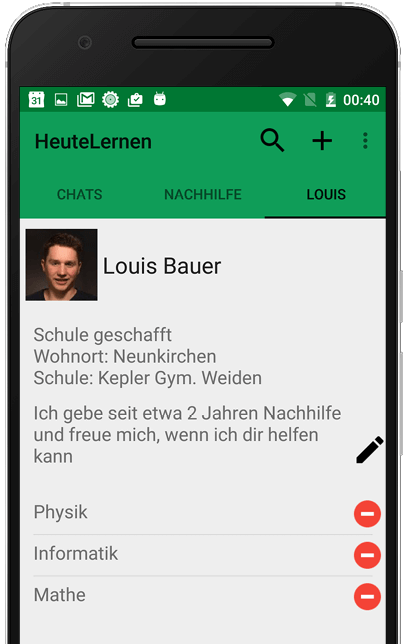 31 00:40
HeuteLernen
CHATS NACHHILFE LOUIS
Louis Bauer
Schule geschafft
Wohnort: Neunkirchen
Schule: Kepler Gym. Weiden
Ich gebe seit etwa 2 Jahren Nachhilfe
und freue mich, wenn ich dir helfen
kann
Physik
Informatik
Mathe